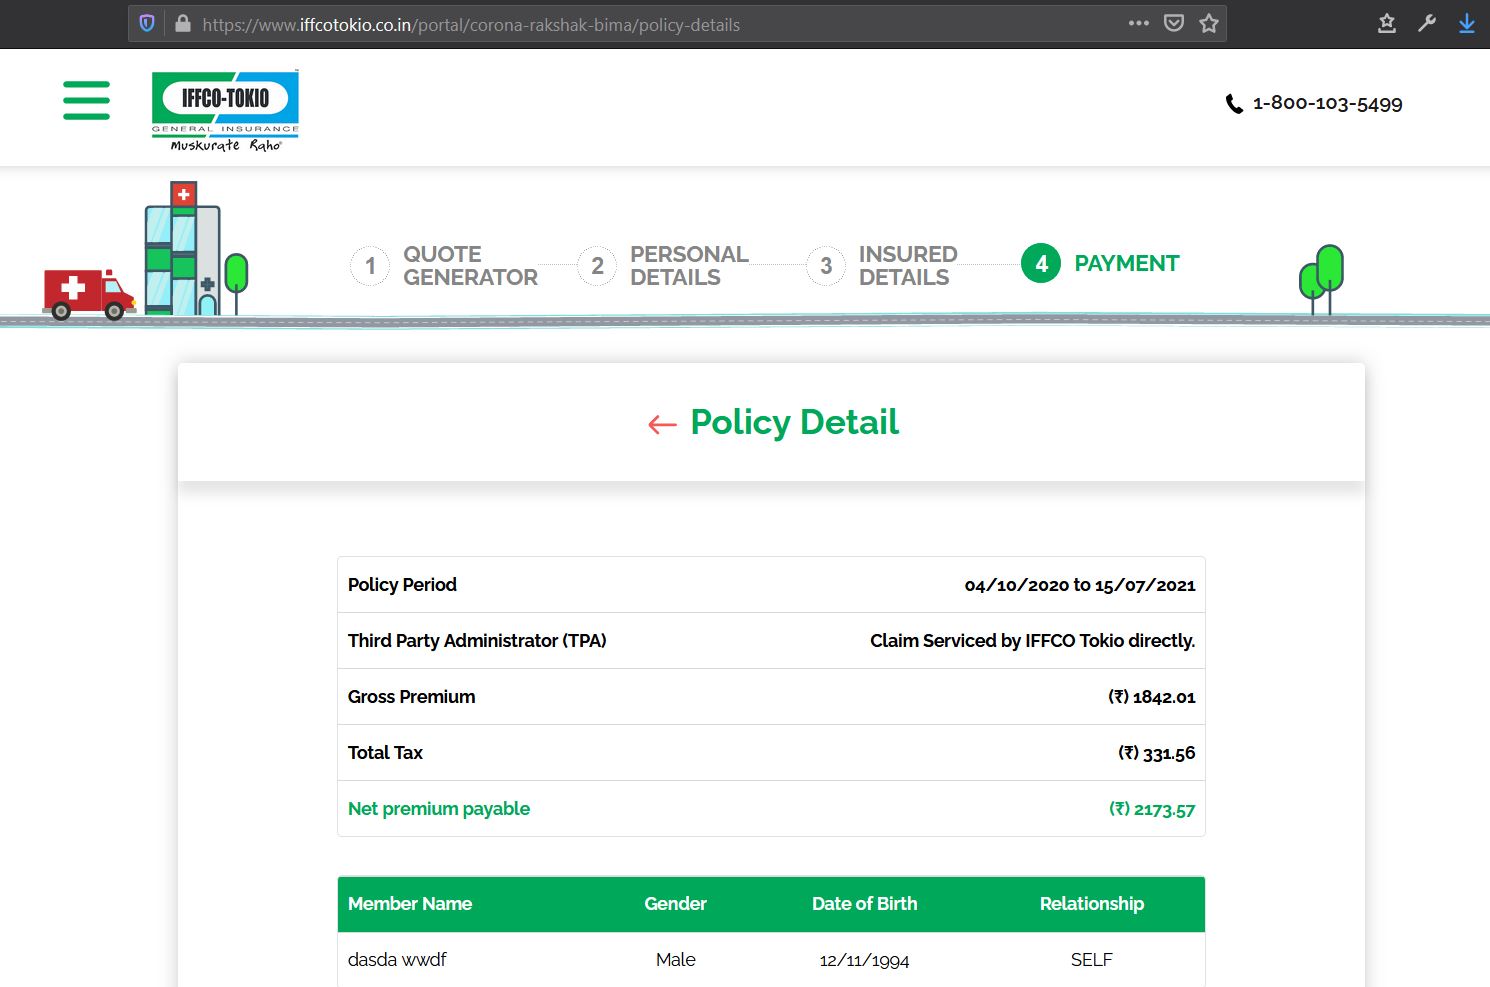 https://www.iffcotokio.co.in/portal/corona-rakshak-bima/policy-details
IFFCO-TOKIO
GENERAL INSURANCE
Muskurate Raho
1-800-103-5499
1 QUOTE GENERATOR
2 PERSONAL DETAILS
3 INSURED DETAILS
4 PAYMENT
Policy Detail
Policy Period 04/10/2020 to 15/07/2021
Third Party Administrator (TPA) Claim Serviced by IFFCO Tokio directly.
Gross Premium (₹) 1842.01
Total Tax (₹) 331.56
Net premium payable (₹) 2173.57
Member Name Gender Date of Birth Relationship
dasda wwdf Male 12/11/1994 SELF